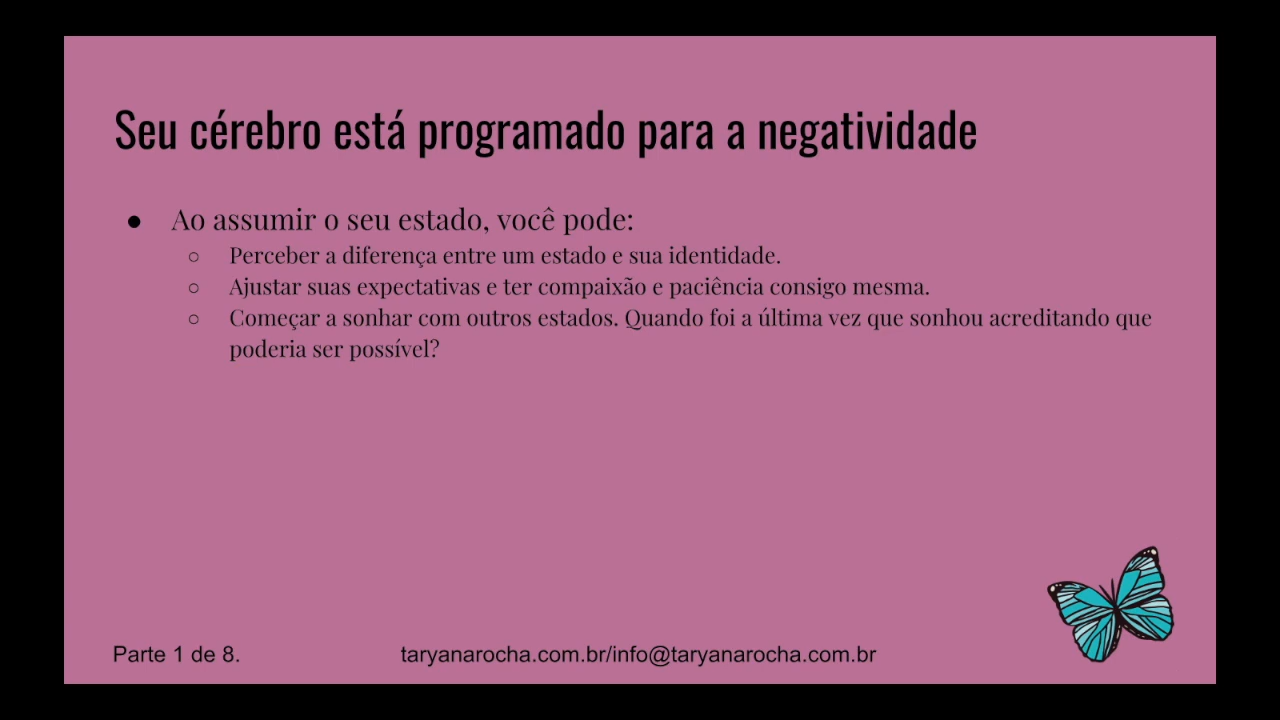 Seu cérebro está programado para a negatividade
● Ao assumir o seu estado, você pode:
○ Perceber a diferença entre um estado e sua identidade.
○ Ajustar suas expectativas e ter compaixão e paciência consigo mesma.
○ Começar a sonhar com outros estados. Quando foi a última vez que sonhou acreditando que
poderia ser possível?
Parte 1 de 8.
taryanarocha.com.br/info@taryanarocha.com.br